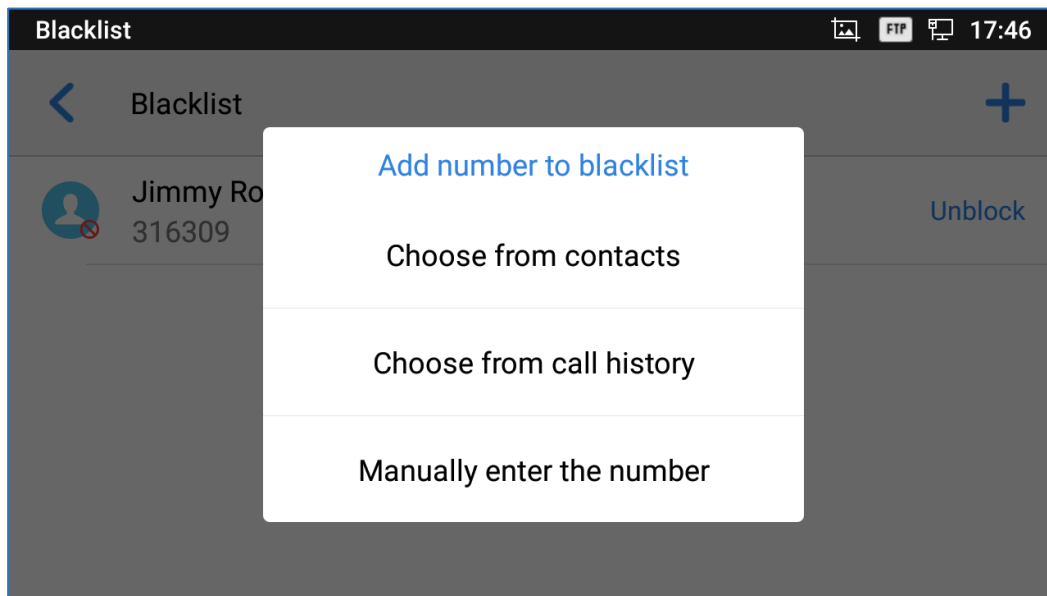 Blacklist
FTP 17:46
Blacklist
Add number to blacklist
Jimmy Ro
316309
Unblock
Choose from contacts
Choose from call history
Manually enter the number